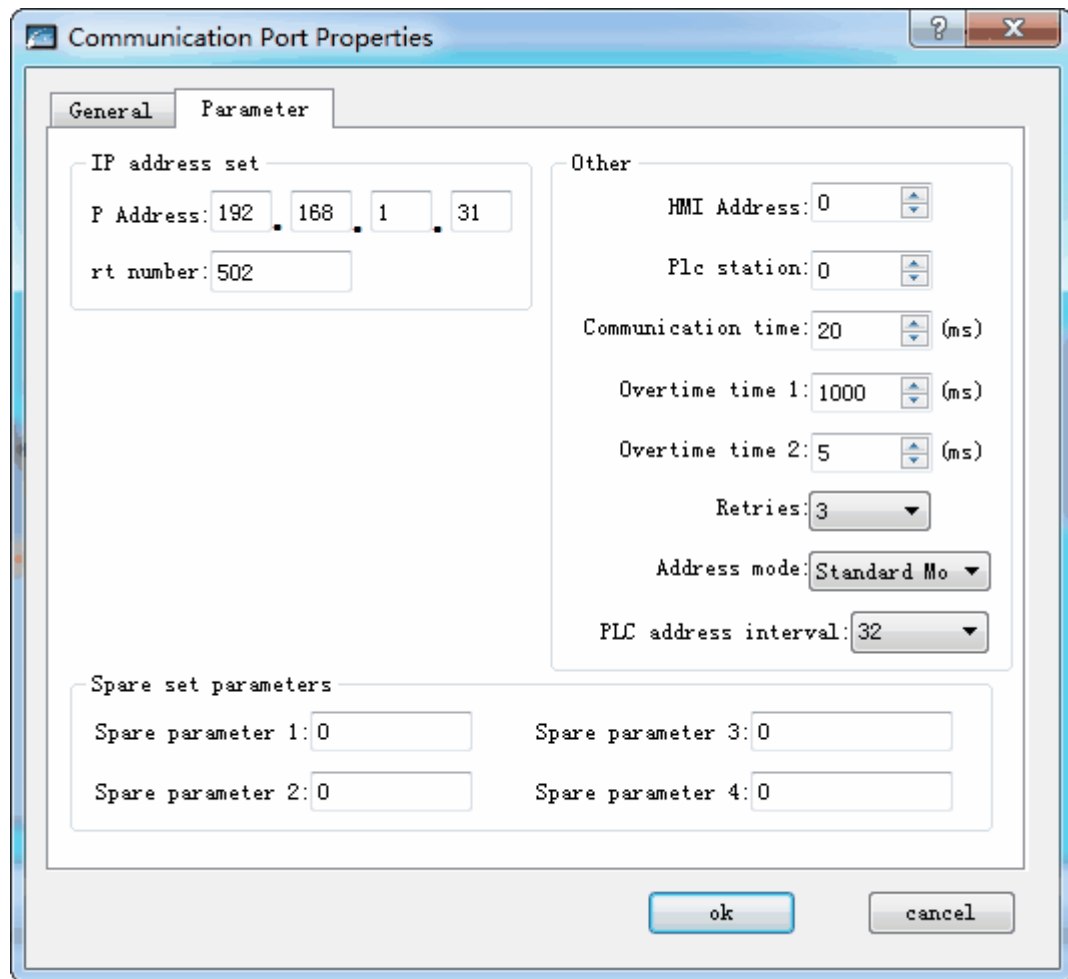 Communication Port Properties
General
Parameter
IP address set
P Address: 192 . 168 . 1 . 31
rt number: 502
Other
HMI Address: 0
Plc station: 0
Communication time: 20 (ms)
Overtime time 1: 1000 (ms)
Overtime time 2: 5 (ms)
Retries: 3
Address mode: Standard Mo
PLC address interval: 32
Spare set parameters
Spare parameter 1: 0
Spare parameter 3: 0
Spare parameter 2: 0
Spare parameter 4: 0
ok
cancel